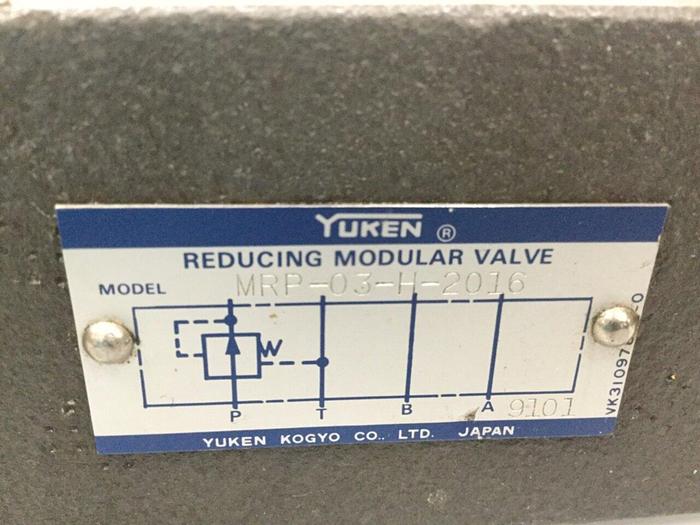 YUKEN ®
REDUCING MODULAR VALVE
MODEL MRP-03-H-2016
W
P T B A 9101
YUKEN KOGYO CO., LTD. JAPAN